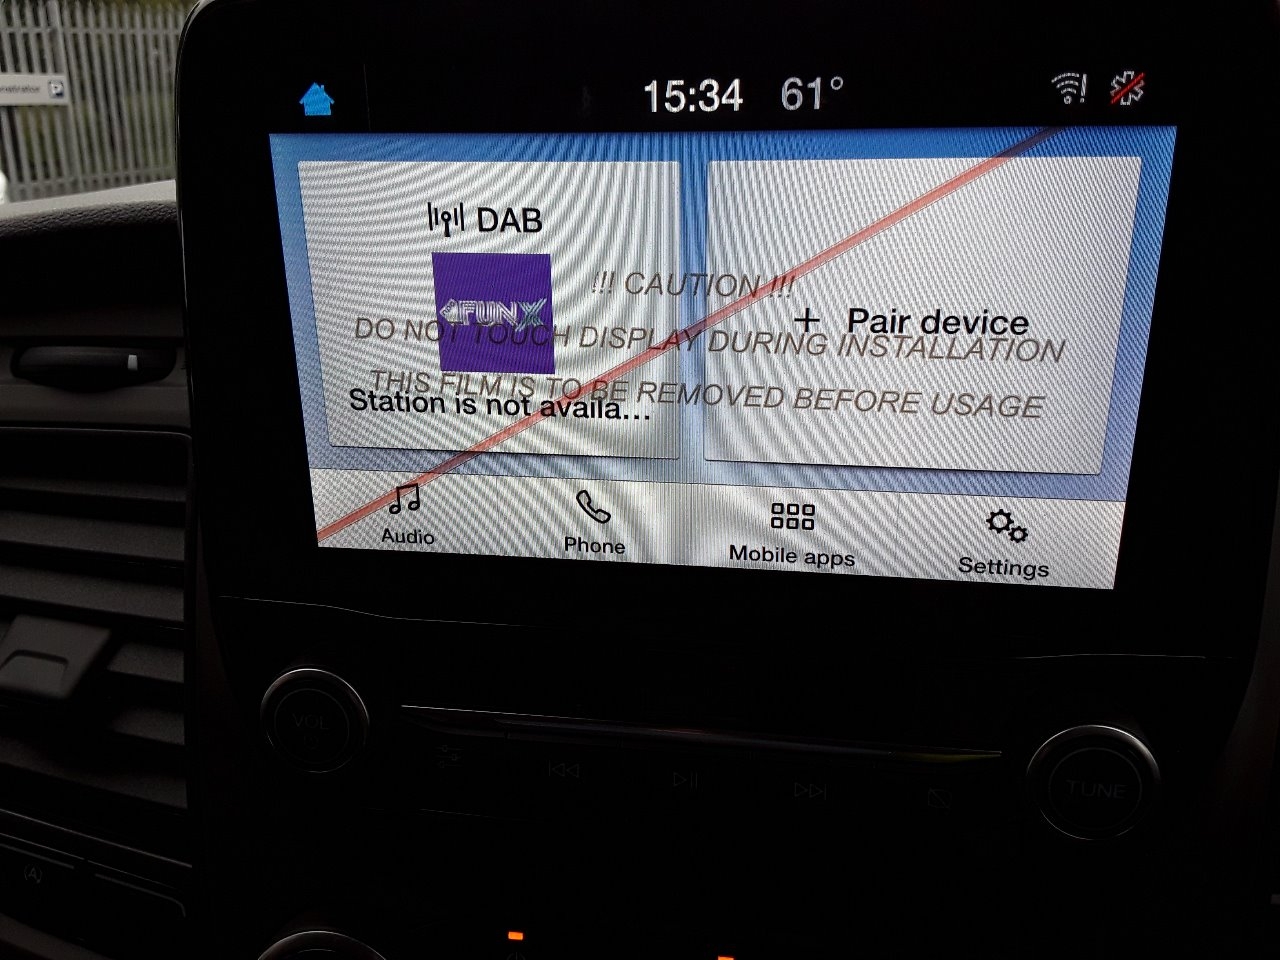 15:34 61°
DAB
FUNX
!!! CAUTION !!!
+ Pair device
DO NOT TOUCH DISPLAY DURING INSTALLATION
THIS FILM IS TO BE REMOVED BEFORE USAGE
Station is not availa...
Audio
Phone
Mobile apps
Settings
VOL
TUNE
(A)